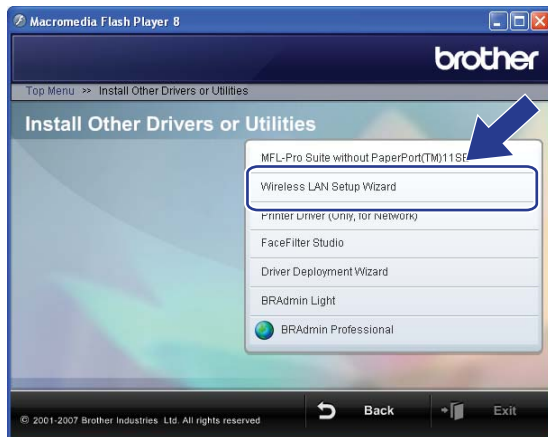 Macromedia Flash Player 8
brother
Top Menu >> Install Other Drivers or Utilities
Install Other Drivers or Utilities
MFL-Pro Suite without PaperPort(TM)11SE
Wireless LAN Setup Wizard
Printer Driver (Only, for Network)
FaceFilter Studio
Driver Deployment Wizard
BRAdmin Light
BRAdmin Professional
© 2001-2007 Brother Industries Ltd. All rights reserved
Back
Exit